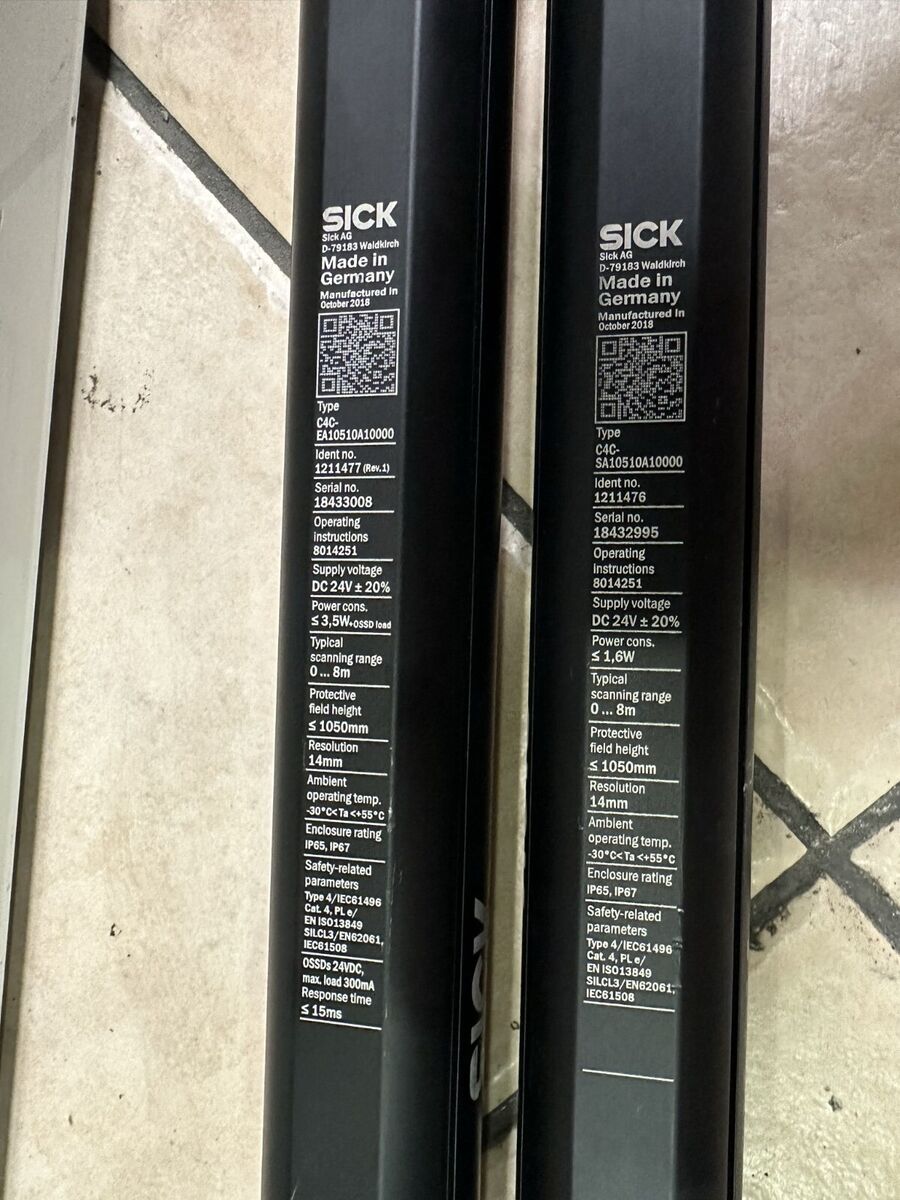 SICK
Sick AG
D-79183 Waldkirch
Made in
Germany
Manufactured in
October 2018
Type
C4C-
EA10510A10000
Ident no.
1211477 (Rev.1)
Serial no.
18433008
Operating
instructions
8014251
Supply voltage
DC 24V ± 20%
Power cons.
≤ 3,5W+OSSD load
Typical
scanning range
0 ... 8m
Protective
field height
≤ 1050mm
Resolution
14mm
Ambient
operating temp.
-30°C< Ta <+55°C
Enclosure rating
IP65, IP67
Safety-related
parameters
Type 4/IEC61496
Cat. 4, PL e/
EN ISO13849
SILCL3/EN62061,
IEC61508
OSSDs 24VDC,
max. load 300mA
Response time
≤ 15ms
SICK
SICK
Sick AG
D-79183 Waldkirch
Made in
Germany
Manufactured in
October 2018
Type
C4C-
SA10510A10000
Ident no.
1211476
Serial no.
18432995
Operating
instructions
8014251
Supply voltage
DC 24V ± 20%
Power cons.
≤ 1,6W
Typical
scanning range
0 ... 8m
Protective
field height
≤ 1050mm
Resolution
14mm
Ambient
operating temp.
-30°C< Ta <+55°C
Enclosure rating
IP65, IP67
Safety-related
parameters
Type 4/IEC61496
Cat. 4, PL e/
EN ISO13849
SILCL3/EN62061,
IEC61508